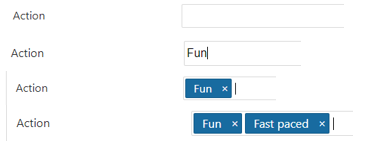 Action
Action Fun
Action Fun ×
Action Fun × Fast paced ×